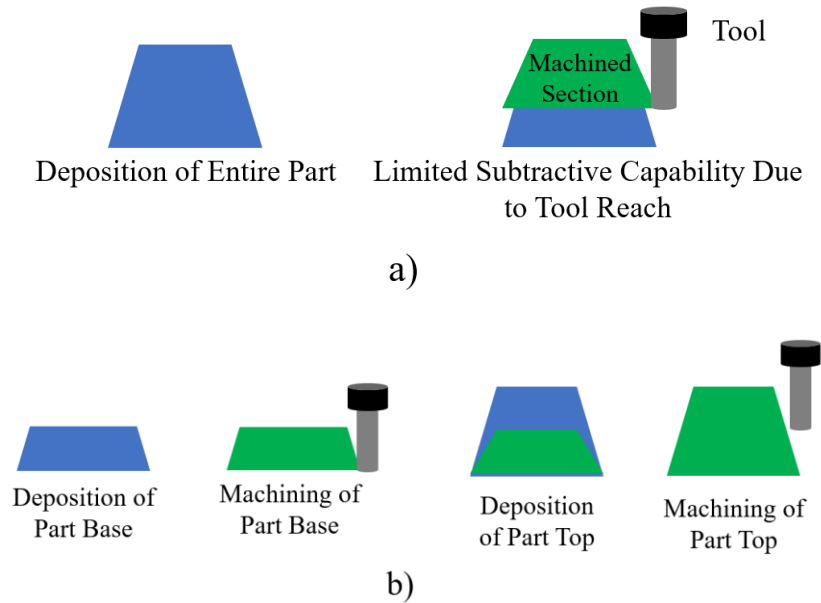 Machined
Section
Tool
Deposition of Entire Part
Limited Subtractive Capability Due
to Tool Reach
a)
Deposition of
Part Base
Machining of
Part Base
Deposition
of Part Top
Machining of
Part Top
b)